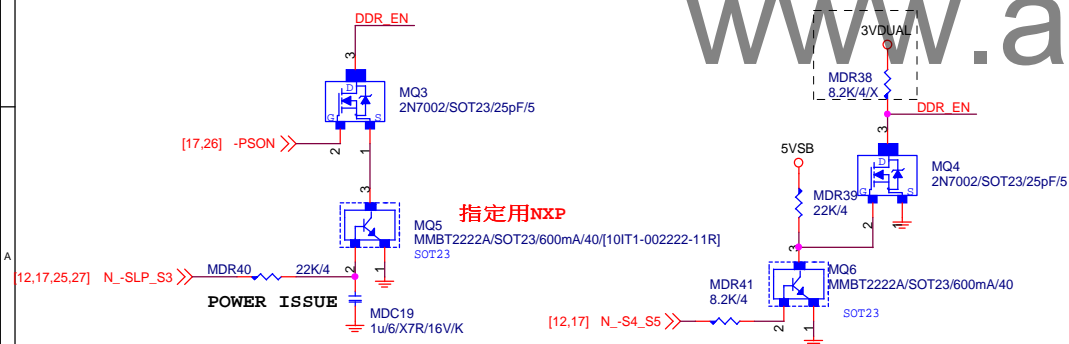 www.a
DDR_EN
3
D
G
S
MQ3
2N7002/SOT23/25pF/5
[17,26] -PSON
2
1
3
指定用NXP
MQ5
MMBT2222A/SOT23/600mA/40/[10IT1-002222-11R]
SOT23
A
[12,17,25,27] N_-SLP_S3
MDR40
22K/4
2
1
POWER ISSUE
MDC19
1u/6/X7R/16V/K
3VDUAL
MDR38
8.2K/4/X
DDR_EN
3
D
G
S
MQ4
2N7002/SOT23/25pF/5
5VSB
MDR39
22K/4
2
1
3
MQ6
MMBT2222A/SOT23/600mA/40
SOT23
MDR41
8.2K/4
[12,17] N_-S4_S5
2
1